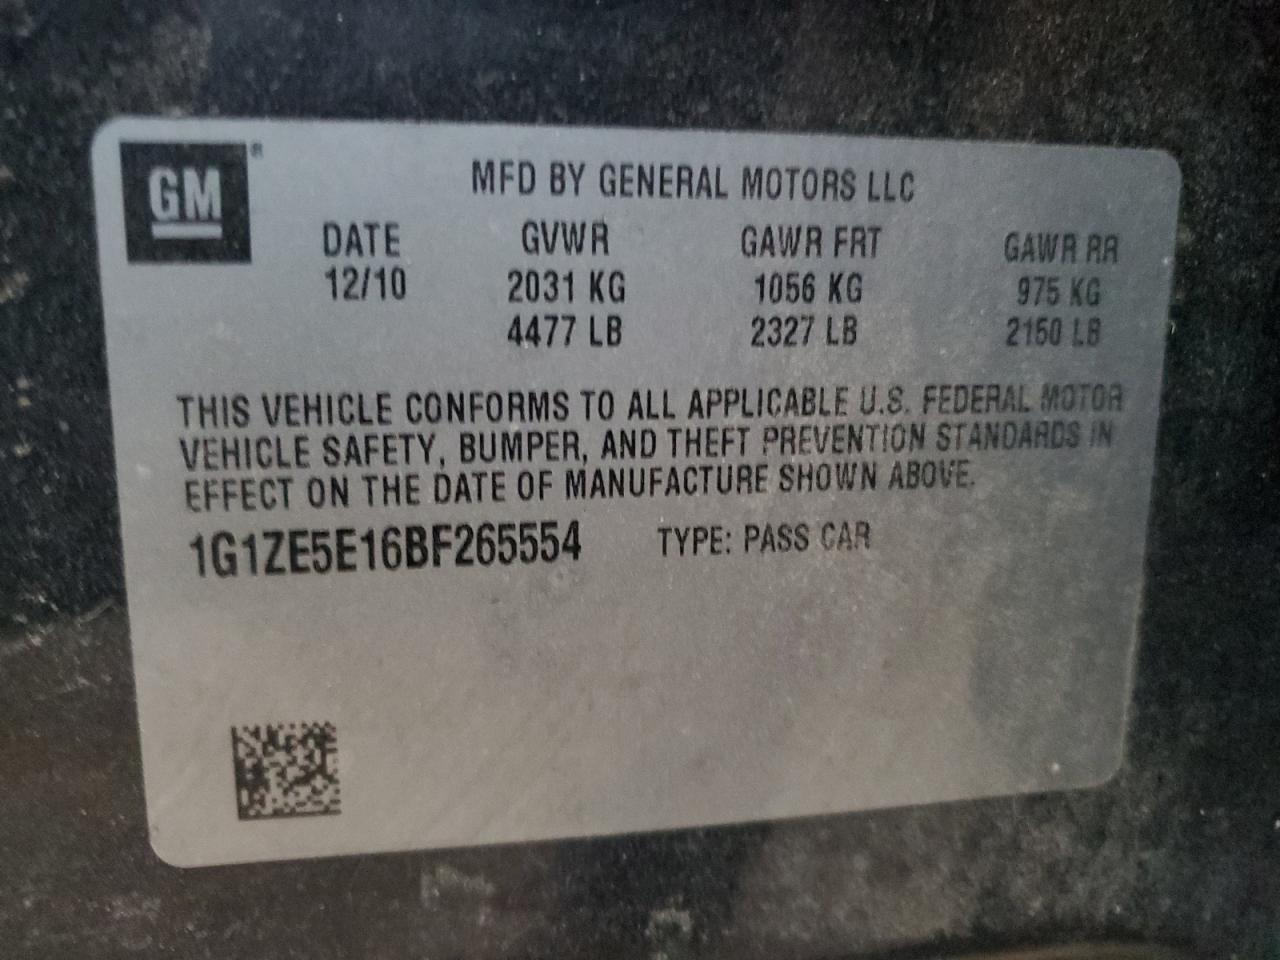 GM ®
MFD BY GENERAL MOTORS LLC
DATE GVWR GAWR FRT GAWR RR
12/10 2031 KG 1056 KG 975 KG
4477 LB 2327 LB 2150 LB
THIS VEHICLE CONFORMS TO ALL APPLICABLE U.S. FEDERAL MOTOR
VEHICLE SAFETY, BUMPER, AND THEFT PREVENTION STANDARDS IN
EFFECT ON THE DATE OF MANUFACTURE SHOWN ABOVE.
1G1ZE5E16BF265554 TYPE: PASS CAR